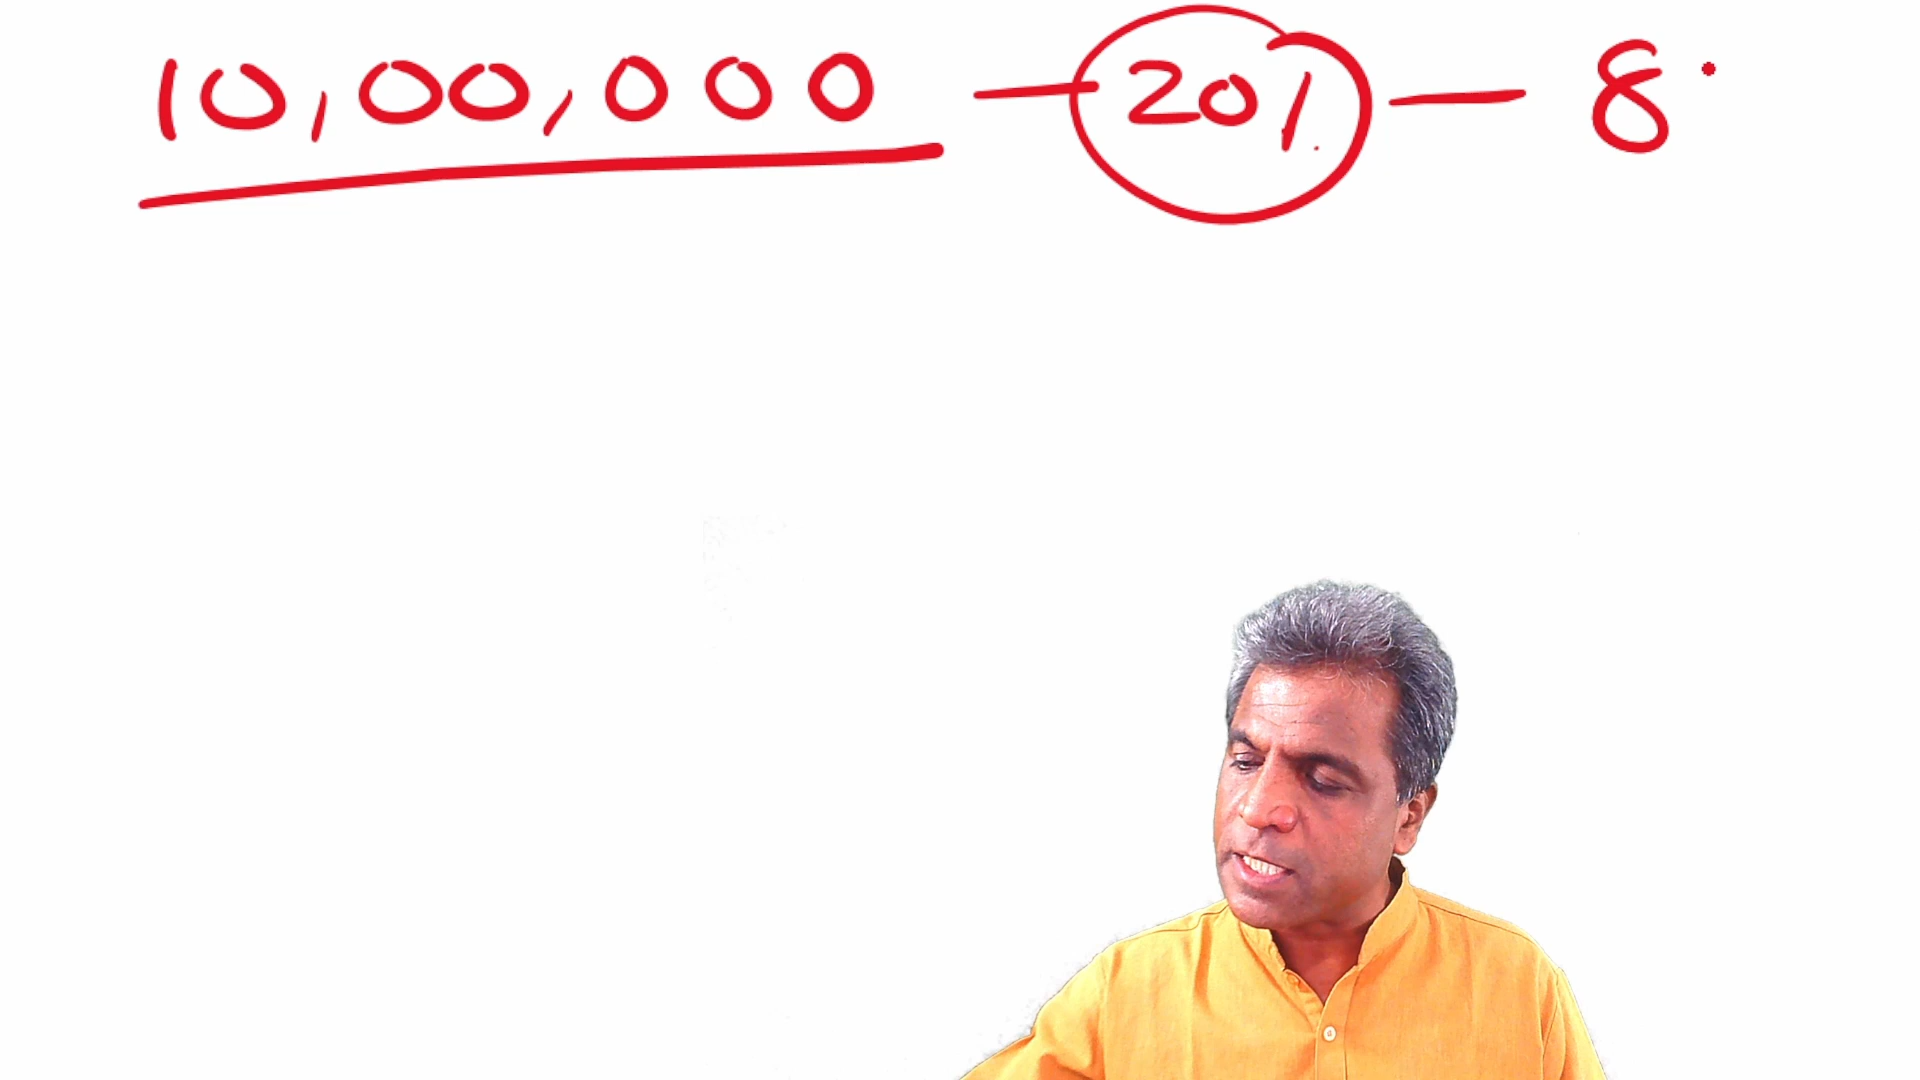 10,00,000 — 20% — 8